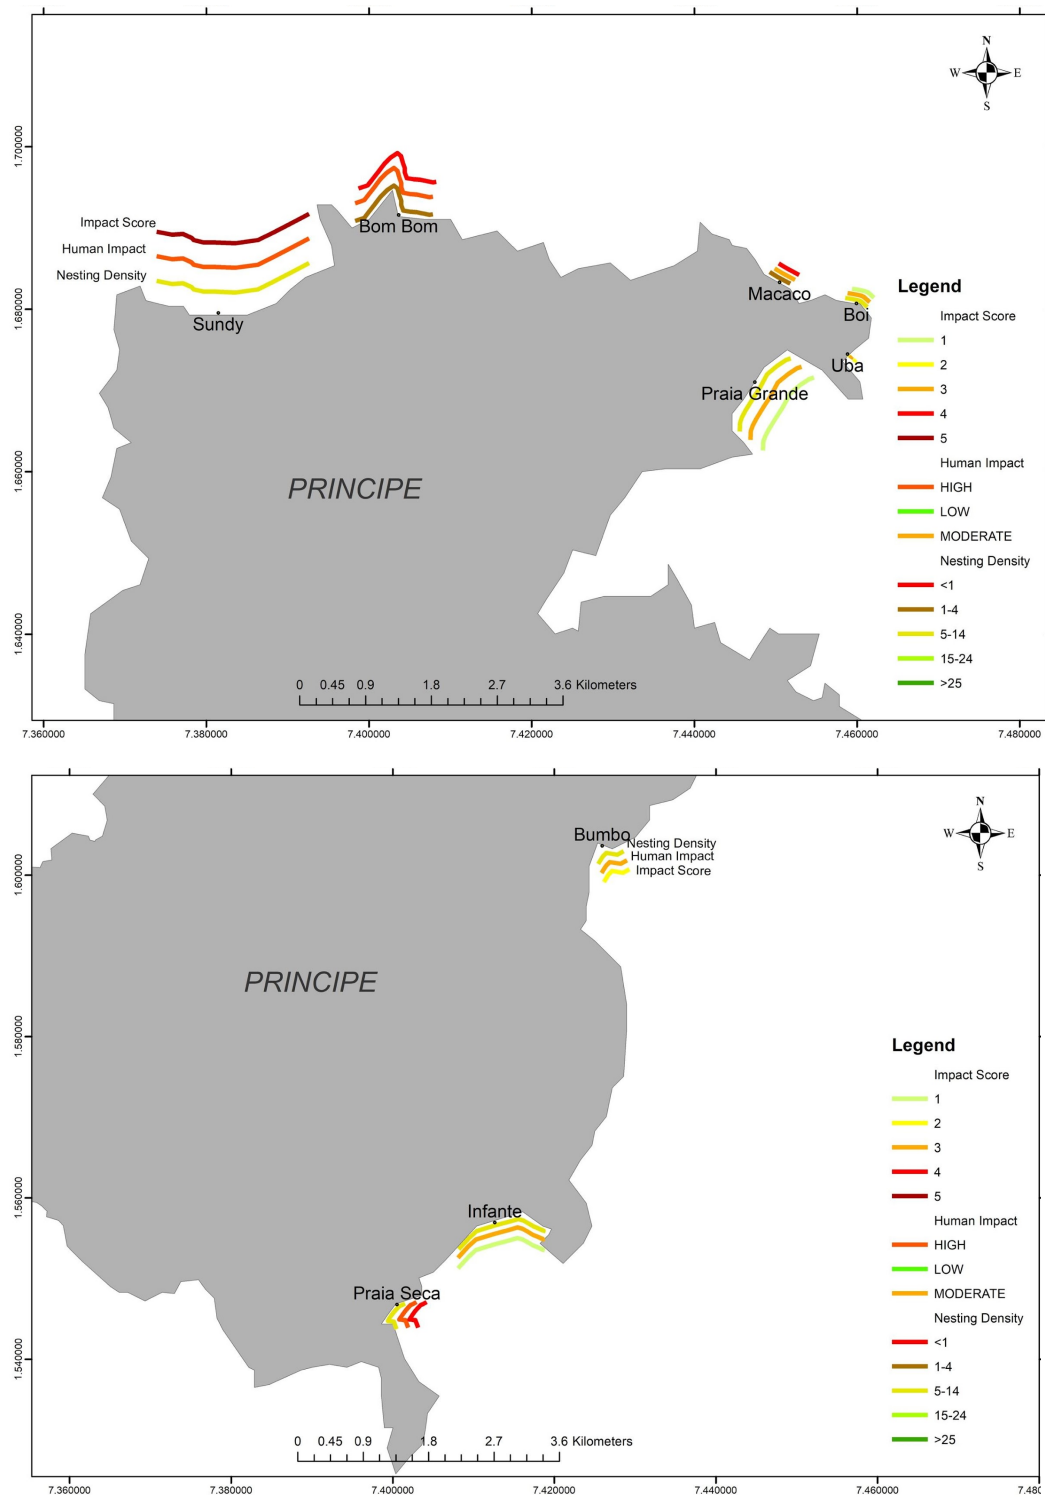 N
W E
S
1.700000
1.680000
1.660000
1.640000
Impact Score
Human Impact
Nesting Density
Sundy
Bom Bom
Macaco
Boi
Uba
Praia Grande
PRINCIPE
Legend
Impact Score
1
2
3
4
5
Human Impact
HIGH
LOW
MODERATE
Nesting Density
<1
1-4
5-14
15-24
>25
0 0.45 0.9 1.8 2.7 3.6 Kilometers
7.360000 7.380000 7.400000 7.420000 7.440000 7.460000 7.480000
N
W E
S
1.600000
1.580000
1.560000
1.540000
Bumbo
Nesting Density
Human Impact
Impact Score
PRINCIPE
Infante
Praia Seca
Legend
Impact Score
1
2
3
4
5
Human Impact
HIGH
LOW
MODERATE
Nesting Density
<1
1-4
5-14
15-24
>25
0 0.45 0.9 1.8 2.7 3.6 Kilometers
7.360000 7.380000 7.400000 7.420000 7.440000 7.460000 7.480